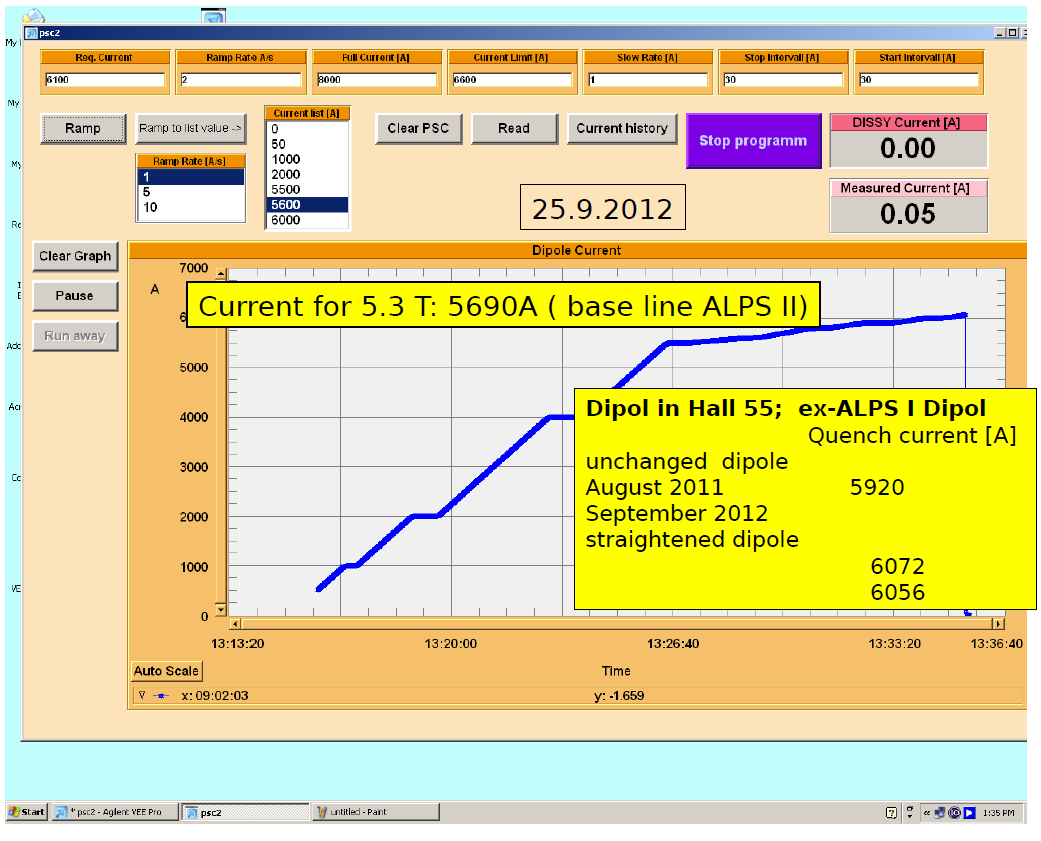 psc2
Req. Current
Ramp Rate A/s
Full Current [A]
Current Limit [A]
Slow Rate [A]
Stop Intervall [A]
Start Intervall [A]
6100
2
8000
6600
1
30
30
Ramp
Ramp to list value ->
Current list [A]
0
50
1000
2000
5500
5600
6000
Clear PSC
Read
Current history
Stop programm
DISSY Current [A]
0.00
Ramp Rate [A/s]
1
5
10
Measured Current [A]
0.05
25.9.2012
Clear Graph
Pause
Run away
Dipole Current
A
7000
Current for 5.3 T: 5690A ( base line ALPS II)
5000
4000
3000
2000
1000
0
Dipol in Hall 55; ex-ALPS I Dipol
Quench current [A]
unchanged dipole
August 2011 5920
September 2012
straightened dipole
6072
6056
13:13:20
13:20:00
13:26:40
13:33:20
13:36:40
Auto Scale
Time
x: 09:02:03
y: -1.659
Start
* psc2 - Agilent VEE Pro
psc2
untitled - Paint
1:35 PM